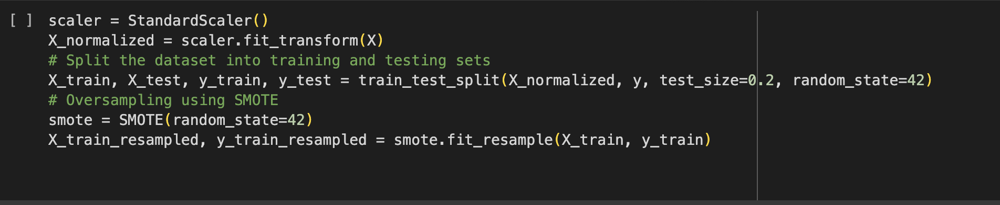 [ ] scaler = StandardScaler()
X_normalized = scaler.fit_transform(X)
# Split the dataset into training and testing sets
X_train, X_test, y_train, y_test = train_test_split(X_normalized, y, test_size=0.2, random_state=42)
# Oversampling using SMOTE
smote = SMOTE(random_state=42)
X_train_resampled, y_train_resampled = smote.fit_resample(X_train, y_train)